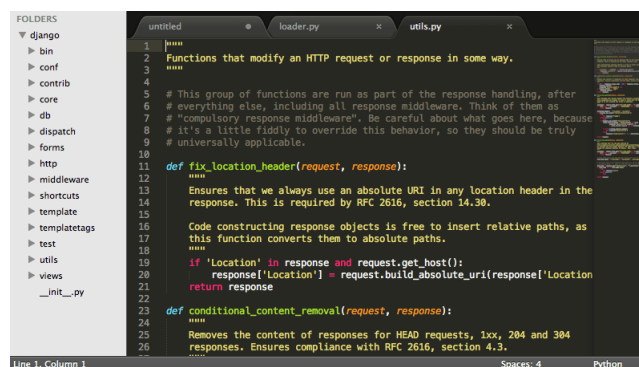 FOLDERS
django
bin
conf
contrib
core
db
dispatch
forms
http
middleware
shortcuts
template
templatetags
test
utils
views
__init__.py
untitled
loader.py
utils.py
1 """
2 Functions that modify an HTTP request or response in some way.
3 """
4
5 # This group of functions are run as part of the response handling, after
6 # everything else, including all response middleware. Think of them as
7 # "compulsory response middleware". Be careful about what goes here, because
8 # it's a little fiddly to override this behavior, so they should be truly
9 # universally applicable.
10
11 def fix_location_header(request, response):
12 """
13 Ensures that we always use an absolute URI in any location header in the
14 response. This is required by RFC 2616, section 14.30.
15
16 Code constructing response objects is free to insert relative paths, as
17 this function converts them to absolute paths.
18 """
19 if 'Location' in response and request.get_host():
20 response['Location'] = request.build_absolute_uri(response['Location
21 return response
22
23 def conditional_content_removal(request, response):
24 """
25 Removes the content of responses for HEAD requests, 1xx, 204 and 304
26 responses. Ensures compliance with RFC 2616, section 4.3.
"""
Line 1, Column 1
Spaces: 4
Python